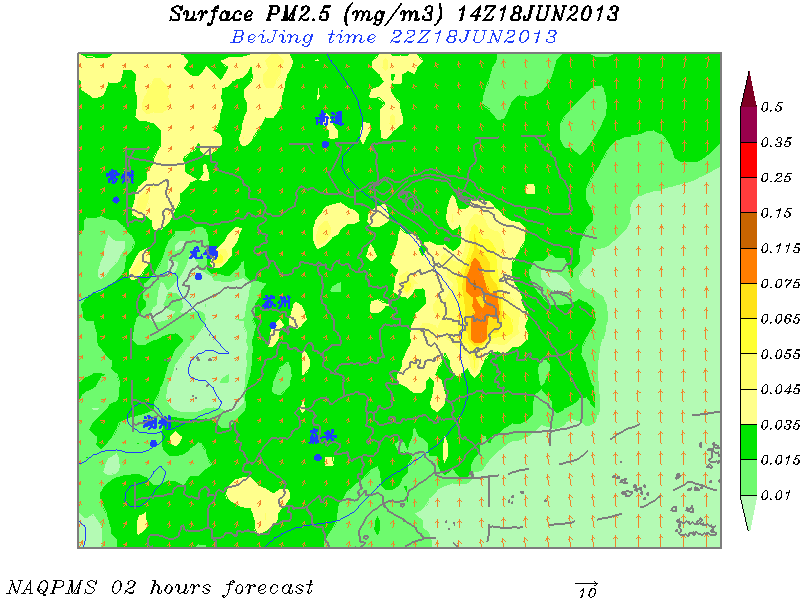 Surface PM2.5 (mg/m3) 14Z18JUN2013
BeiJing time 22Z18JUN2013
南通
常州
无锡
苏州
湖州
嘉兴
0.5
0.35
0.25
0.15
0.115
0.075
0.065
0.055
0.045
0.035
0.015
0.01
NAQPMS 02 hours forecast
10